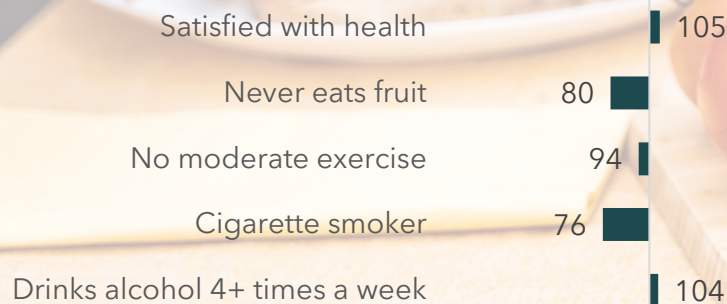 Satisfied with health 105
Never eats fruit 80
No moderate exercise 94
Cigarette smoker 76
Drinks alcohol 4+ times a week 104